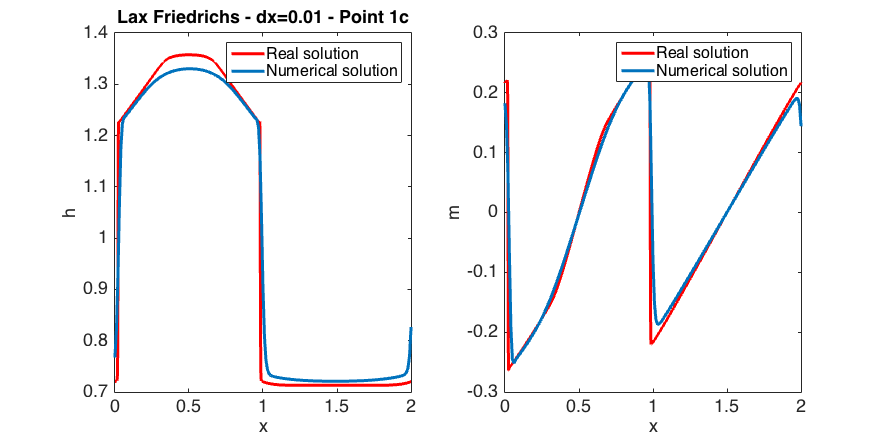 Lax Friedrichs - dx=0.01 - Point 1c
1.4
1.3
1.2
1.1
1
0.9
0.8
0.7
h
0
0.5
1
1.5
2
x
Real solution
Numerical solution
0.3
0.2
0.1
0
-0.1
-0.2
-0.3
m
0
0.5
1
1.5
2
x
Real solution
Numerical solution